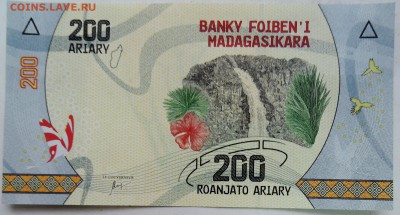 COINS.LAVE.RU
200
ARIARY
BANKY FOIBEN'I
MADAGASIKARA
200
200
ROANJATO ARIARY